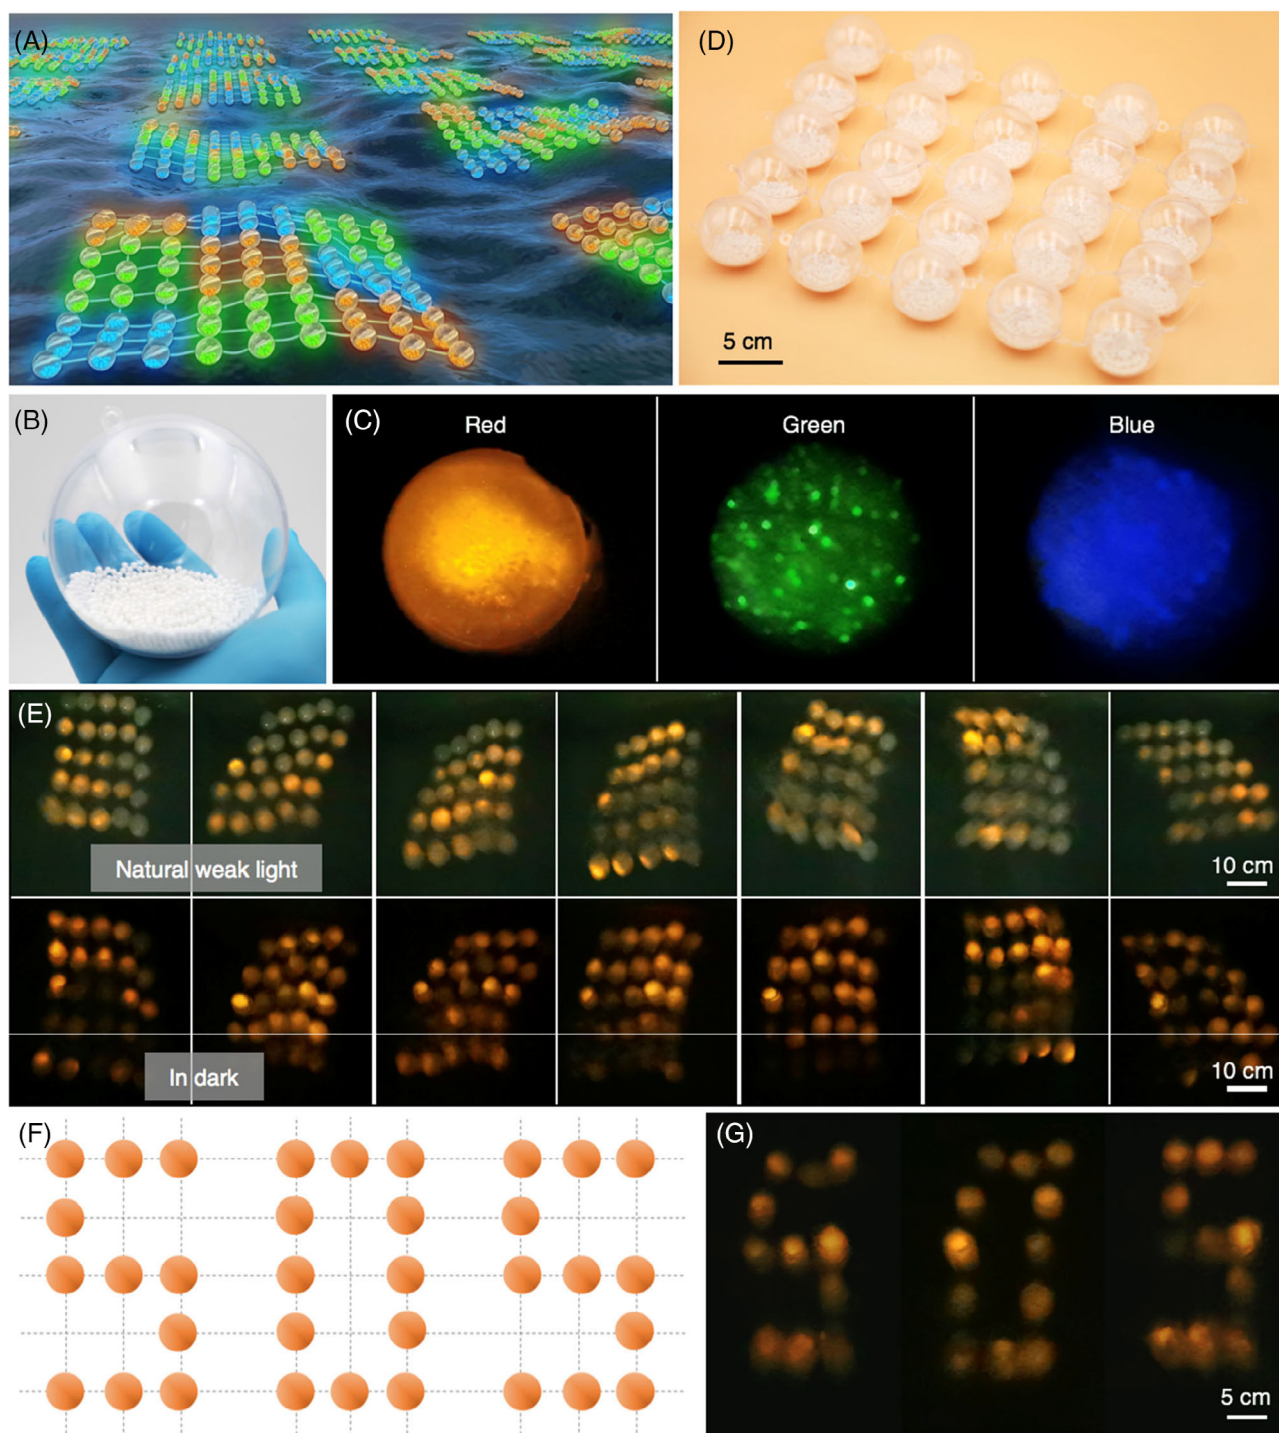 (A)
(D)
5 cm
(B)
(C)
Red
Green
Blue
(E)
Natural weak light
10 cm
In dark
10 cm
(F)
(G)
5 cm